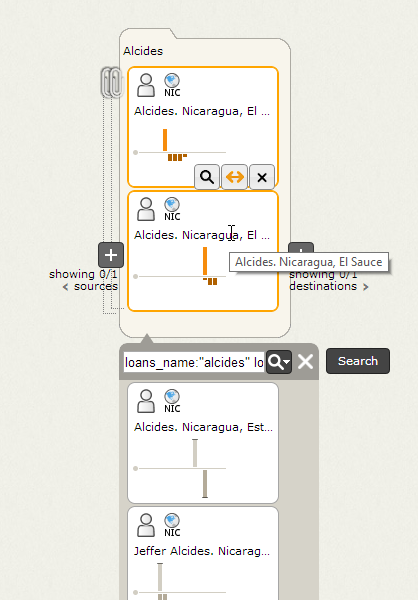 Alcides
NIC
Alcides. Nicaragua, El ...
NIC
Alcides. Nicaragua, El ...
Alcides. Nicaragua, El Sauce
showing 0/1
sources
showing 0/1
destinations
loans_name:"alcides" lo
Search
NIC
Alcides. Nicaragua, Est...
NIC
Jeffer Alcides. Nicarag...